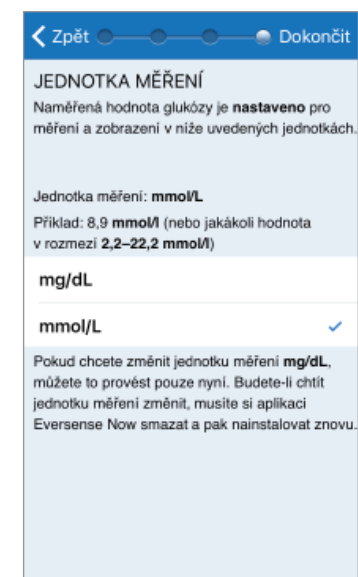 Zpět Dokončit
JEDNOTKA MĚŘENÍ
Naměřená hodnota glukózy je nastaveno pro
měření a zobrazení v níže uvedených jednotkách.
Jednotka měření: mmol/L
Příklad: 8,9 mmol/l (nebo jakákoli hodnota
v rozmezí 2,2–22,2 mmol/l)
mg/dL
mmol/L
Pokud chcete změnit jednotku měření mg/dL,
můžete to provést pouze nyní. Budete-li chtít
jednotku měření změnit, musíte si aplikaci
Eversense Now smazat a pak nainstalovat znovu.